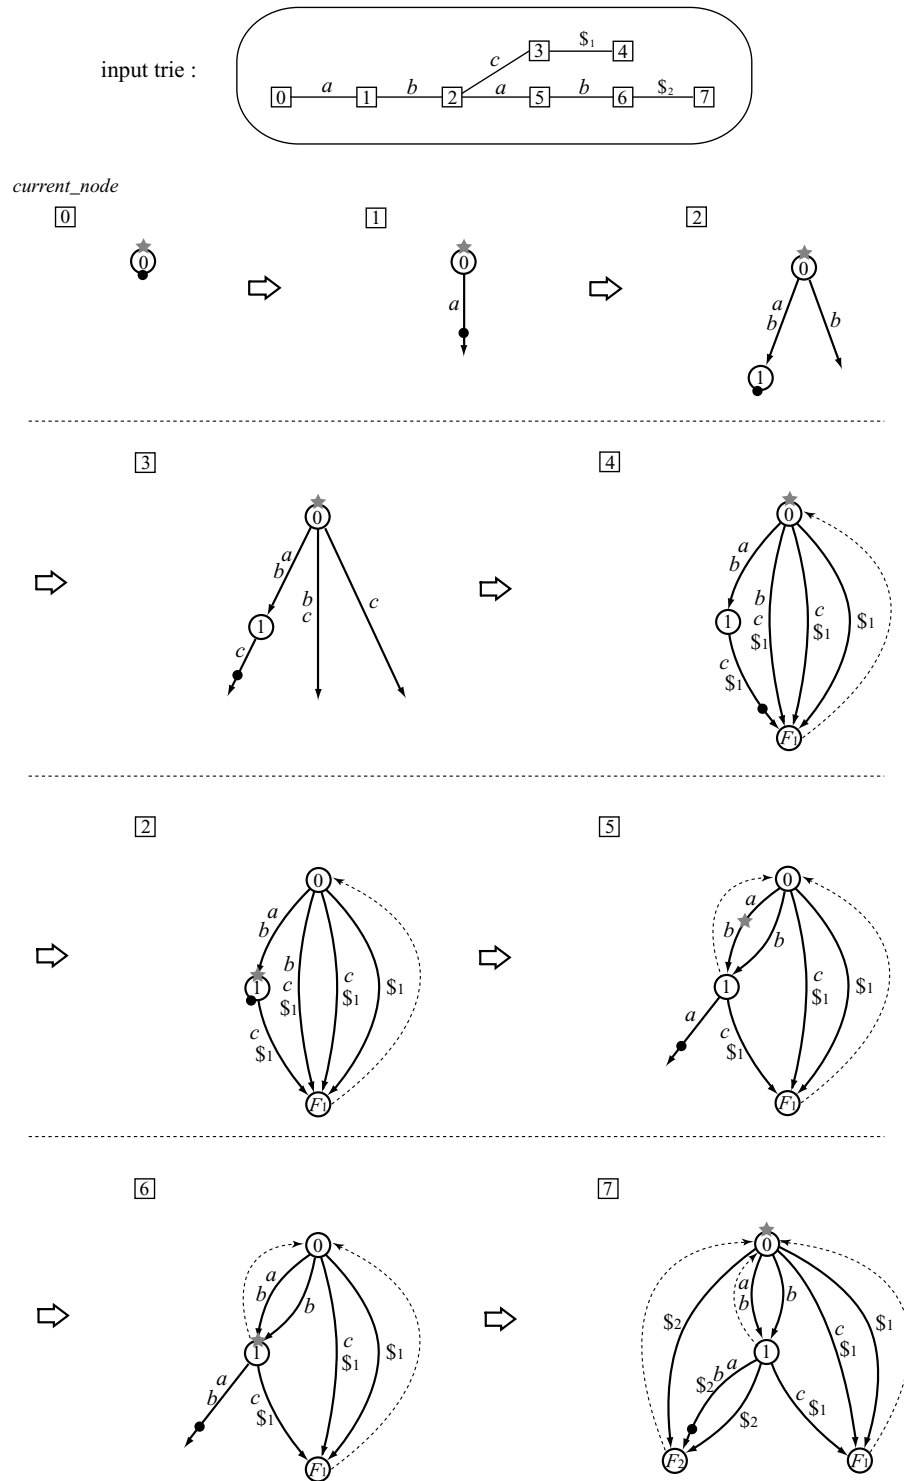 input trie :
c $1
3 4
0 a 1 b 2 a 5 b 6 $2 7
current_node
0 1 2
0 0 0
a a b b
1
3 4
0 0
a b b c c a b b c $1 c $1 $1
1 1
c c $1
F1
2 5
0 0
a b b c $1 c $1 $1 a b b c $1 $1
1 1
c $1 a c $1
F1 F1
6 7
0 0
a b b c $1 $1 $2 a b b c $1 $1
1 1
a b c $1 $2 b a $2 c $1
F1 F2 F1